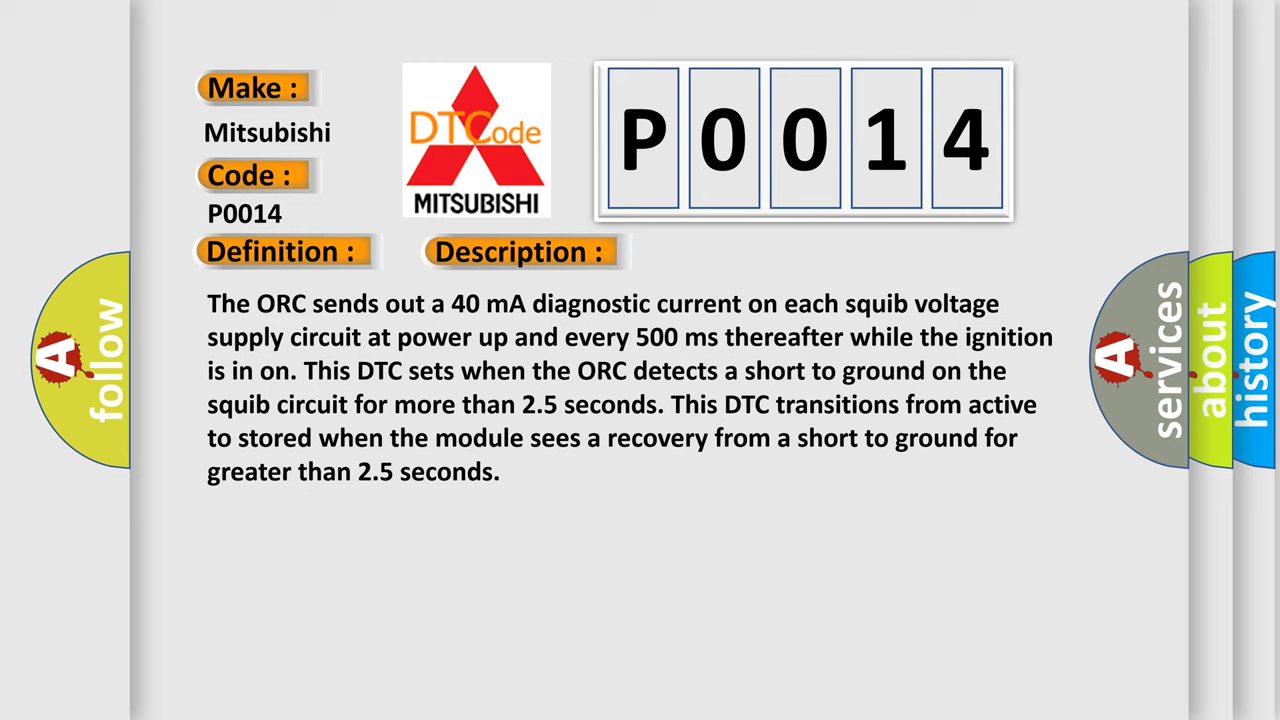 Make :
Mitsubishi
Code :
P0014
Definition :
Description :
DTCode
MITSUBISHI
P0014
The ORC sends out a 40 mA diagnostic current on each squib voltage
supply circuit at power up and every 500 ms thereafter while the ignition
is in on. This DTC sets when the ORC detects a short to ground on the
squib circuit for more than 2.5 seconds. This DTC transitions from active
to stored when the module sees a recovery from a short to ground for
greater than 2.5 seconds.
A follow
A services
about
history